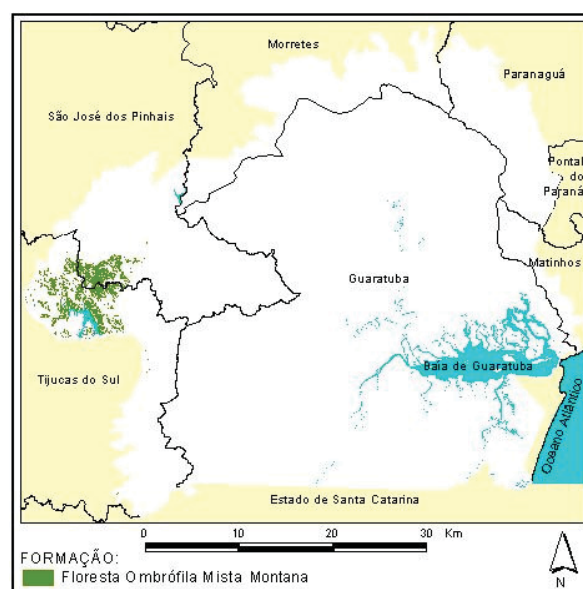 Morretes
Paranaguá
São José dos Pinhais
Pontal
do
Paraná
Matinhos
Guaratuba
Baía de Guaratuba
Tijucas do Sul
Oceano Atlântico
Estado de Santa Catarina
0 10 20 30 Km
FORMAÇÃO:
Floresta Ombrófila Mista Montana
N